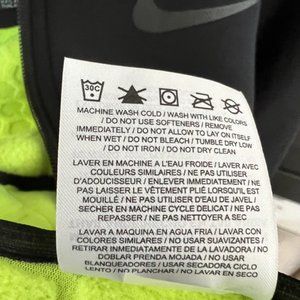 30C
MACHINE WASH COLD / WASH WITH LIKE COLORS
/ DO NOT USE SOFTENERS / REMOVE
IMMEDIATELY / DO NOT ALLOW TO LAY ON ITSELF
WHEN WET / DO NOT BLEACH / TUMBLE DRY LOW
/ DO NOT IRON / DO NOT DRY CLEAN
LAVER EN MACHINE A L'EAU FROIDE / LAVER AVEC
COULEURS SIMILAIRES / NE PAS UTILISER
D'ADOUCISSANT / ENLEVER IMMEDIATEMENT / NE
PAS LAISSER LE VÊTEMENT PLIÉ LORSQU'IL EST
MOUILLÉ / NE PAS UTILISER D'EAU DE JAVEL /
SECHER EN MACHINE CYCLE DELICAT / NE PAS
REPASSER / NE PAS NETTOYER A SEC
LAVAR A MAQUINA EN AGUA FRIA / LAVAR CON
COLORES SIMILARES / NO USAR SUAVIZANTES /
RETIRAR INMEDIATAMENTE DE LA LAVADORA / NO
DOBLAR PRENDA MOJADA / NO USAR
BLANQUEADORES / USAR SECADORA CICLO
LENTO / NO PLANCHAR / NO LAVAR EN SECO